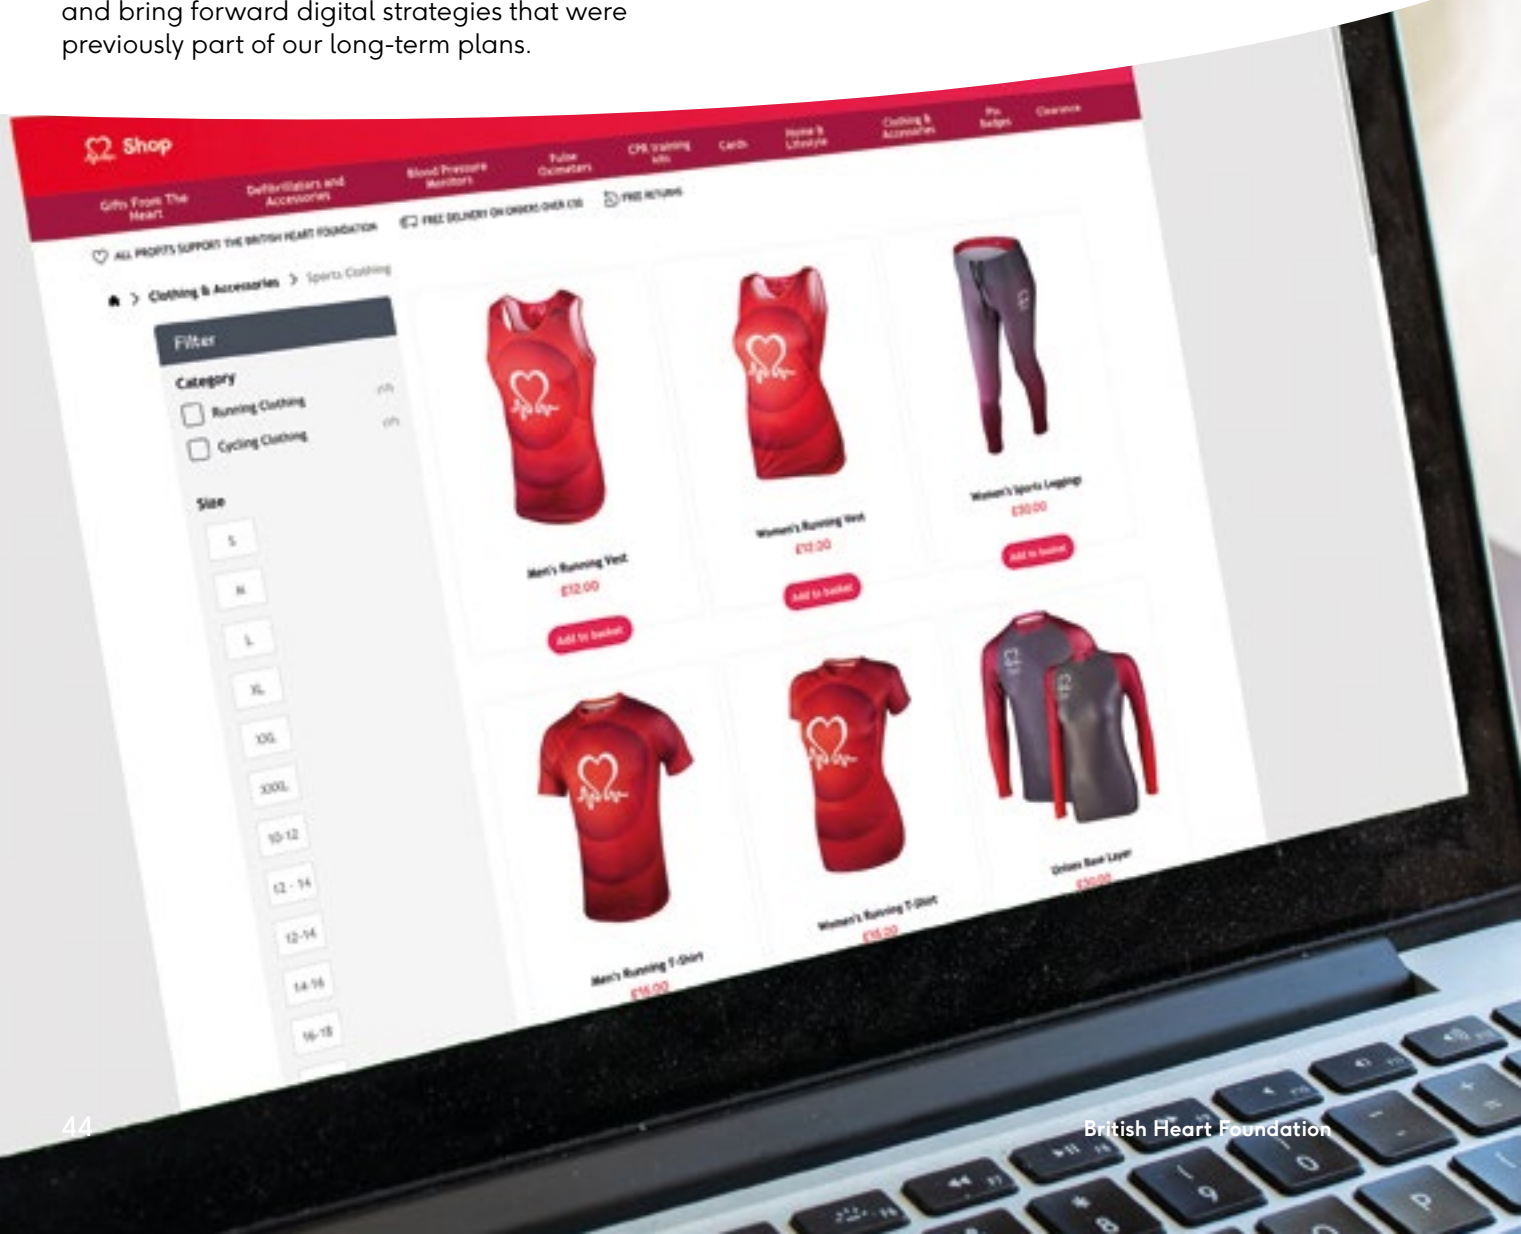 and bring forward digital strategies that were
previously part of our long-term plans.
Shop
Gifts From The
Heart
Defibrillators and
Accessories
Blood Pressure
Monitors
Pulse
Oximeters
CPR training
kits
Cards
Home &
Lifestyle
Clothing &
Accessories
Pin
Badges
Clearance
ALL PROFITS SUPPORT THE BRITISH HEART FOUNDATION
FREE DELIVERY ON ORDERS OVER
FREE RETURNS
Clothing & Accessories > Sports Clothing
Filter
Category
Running Clothing
Cycling Clothing
Size
S
M
L
XL
XXL
XXXL
10-12
12 - 14
12-14
14-16
16-18
Men's Running Vest
£12.00
Add to basket
Women's Running Vest
£12.00
Add to basket
Women's Sports Leggings
£30.00
Add to basket
Men's Running T-Shirt
£16.00
Women's Running T-Shirt
Unisex Base Layer
£30.00
44
British Heart Foundation
8
9
0
P